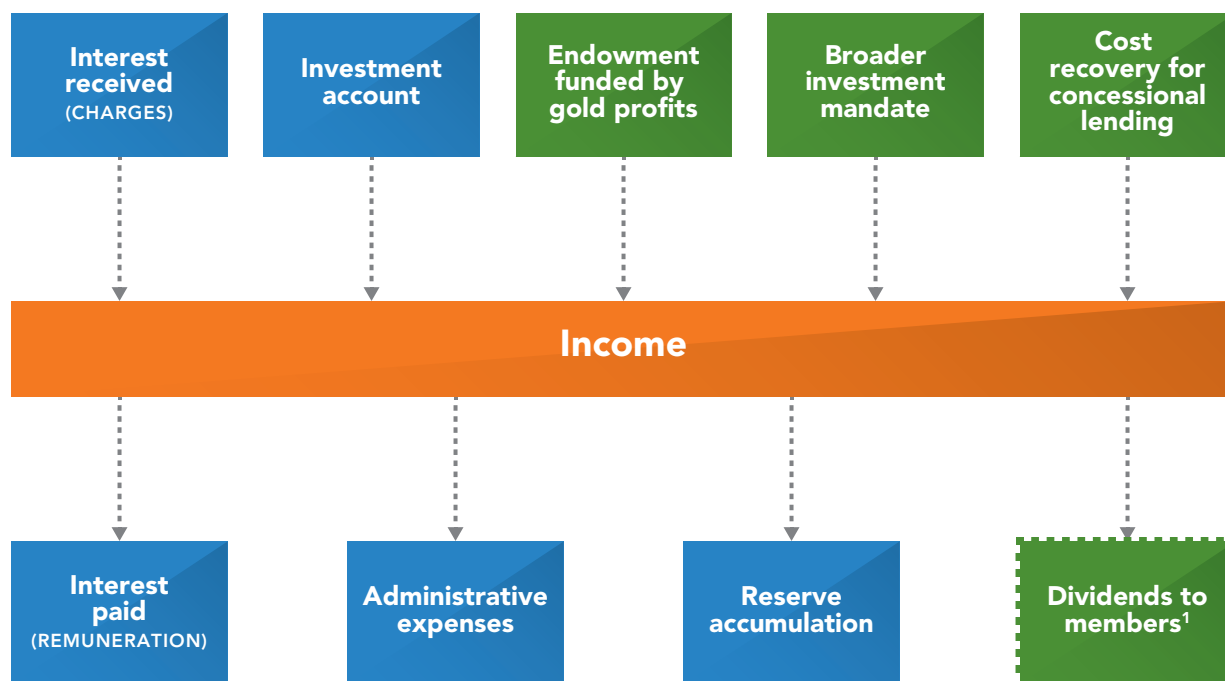 Interest
received
(CHARGES)
Investment
account
Endowment
funded by
gold profits
Broader
investment
mandate
Cost
recovery for
concessional
lending
Income
Interest
paid
(REMUNERATION)
Administrative
expenses
Reserve
accumulation
Dividends to
members¹